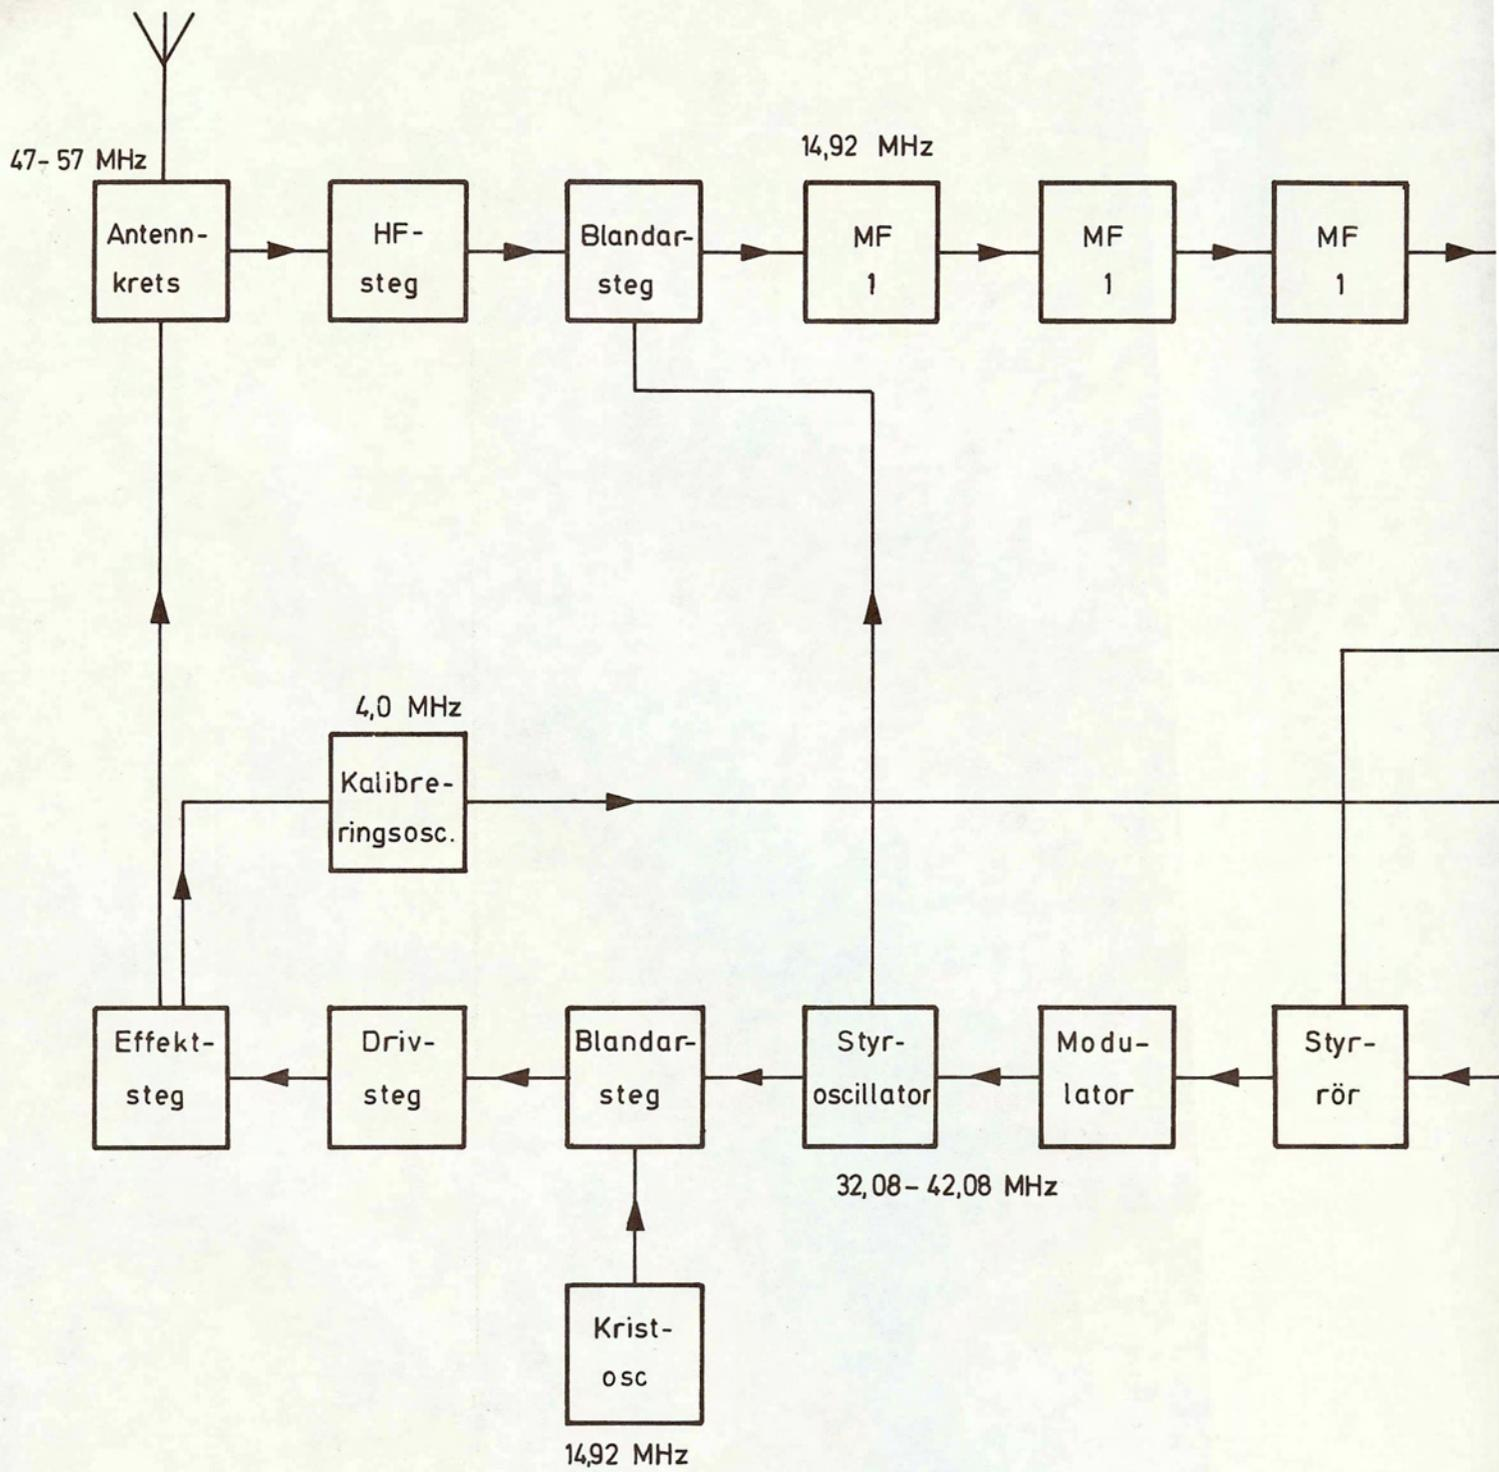 47-57 MHz
14,92 MHz
Antenn-
krets
HF-
steg
Blandar-
steg
MF
1
MF
1
MF
1
4,0 MHz
Kalibre-
ringsosc.
Effekt-
steg
Driv-
steg
Blandar-
steg
Styr-
oscillator
Modu-
lator
Styr-
rör
32,08-42,08 MHz
Krist-
osc
14,92 MHz